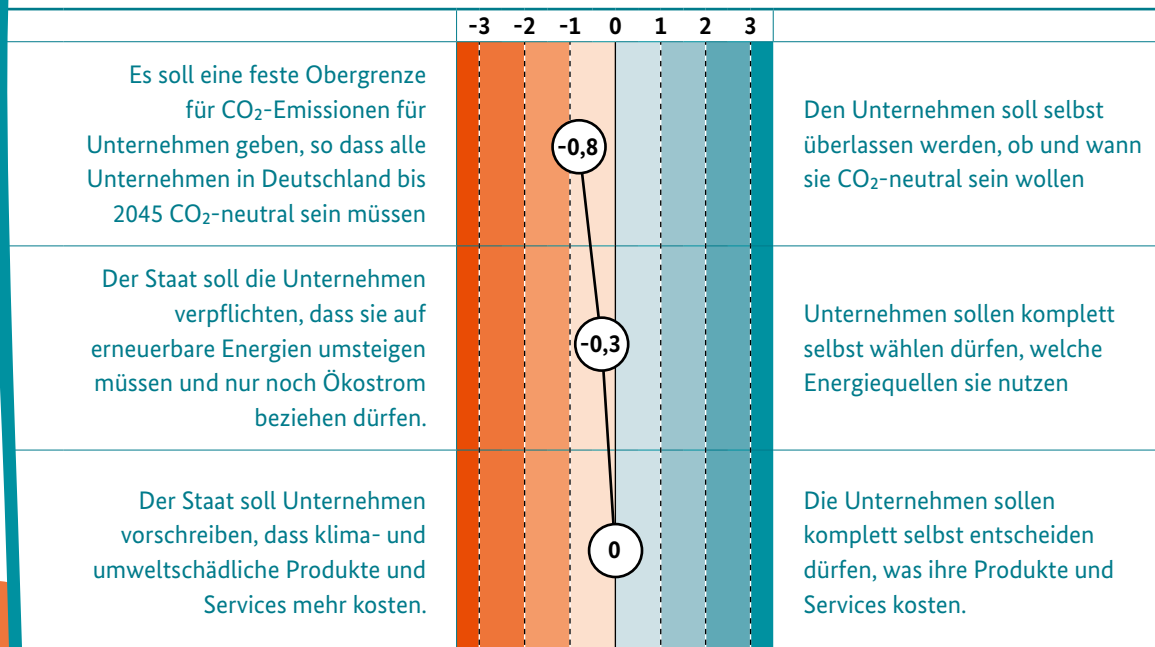 -3 -2 -1 0 1 2 3
Es soll eine feste Obergrenze
für CO₂-Emissionen für
Unternehmen geben, so dass alle
Unternehmen in Deutschland bis
2045 CO₂-neutral sein müssen
-0,8
Den Unternehmen soll selbst
überlassen werden, ob und wann
sie CO₂-neutral sein wollen
Der Staat soll die Unternehmen
verpflichten, dass sie auf
erneuerbare Energien umsteigen
müssen und nur noch Ökostrom
beziehen dürfen.
-0,3
Unternehmen sollen komplett
selbst wählen dürfen, welche
Energiequellen sie nutzen
Der Staat soll Unternehmen
vorschreiben, dass klima- und
umweltschädliche Produkte und
Services mehr kosten.
0
Die Unternehmen sollen
komplett selbst entscheiden
dürfen, was ihre Produkte und
Services kosten.